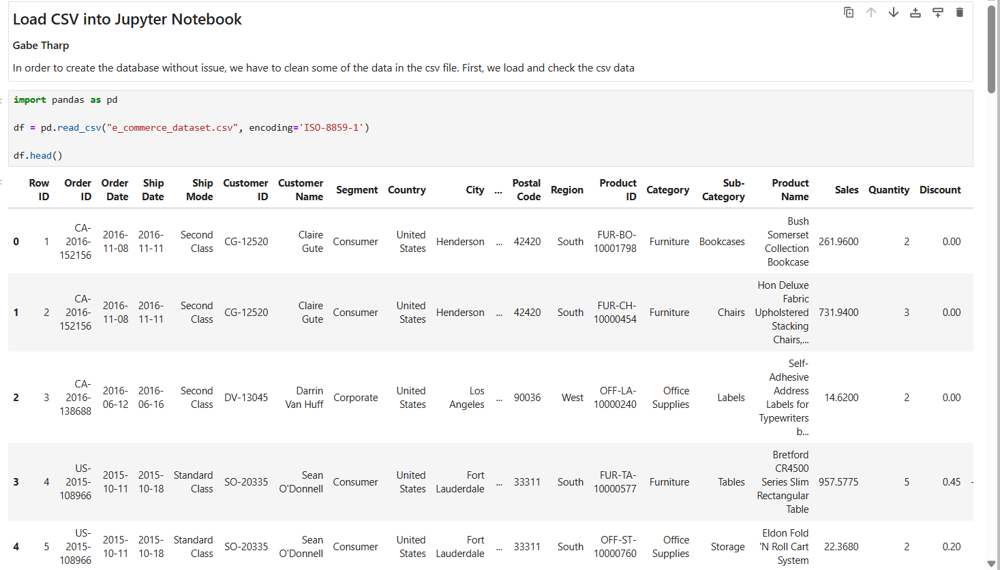 Load CSV into Jupyter Notebook
Gabe Tharp
In order to create the database without issue, we have to clean some of the data in the csv file. First, we load and check the csv data
import pandas as pd
df = pd.read_csv("e_commerce_dataset.csv", encoding='ISO-8859-1')
df.head()
Row ID Order ID Order Date Ship Date Ship Mode Customer ID Customer Name Segment Country City ... Postal Code Region Product ID Category Sub-Category Product Name Sales Quantity Discount
0 1 CA-2016-152156 2016-11-08 2016-11-11 Second Class CG-12520 Claire Gute Consumer United States Henderson ... 42420 South FUR-BO-10001798 Furniture Bookcases Bush Somerset Collection Bookcase 261.9600 2 0.00
1 2 CA-2016-152156 2016-11-08 2016-11-11 Second Class CG-12520 Claire Gute Consumer United States Henderson ... 42420 South FUR-CH-10000454 Furniture Chairs Hon Deluxe Fabric Upholstered Stacking Chairs,... 731.9400 3 0.00
2 3 CA-2016-138688 2016-06-12 2016-06-16 Second Class DV-13045 Darrin Van Huff Corporate United States Los Angeles ... 90036 West OFF-LA-10000240 Office Supplies Labels Self-Adhesive Address Labels for Typewriters b... 14.6200 2 0.00
3 4 US-2015-108966 2015-10-11 2015-10-18 Standard Class SO-20335 Sean O'Donnell Consumer United States Fort Lauderdale ... 33311 South FUR-TA-10000577 Furniture Tables Bretford CR4500 Series Slim Rectangular Table 957.5775 5 0.45 -
4 5 US-2015-108966 2015-10-11 2015-10-18 Standard Class SO-20335 Sean O'Donnell Consumer United States Fort Lauderdale ... 33311 South OFF-ST-10000760 Office Supplies Storage Eldon Fold 'N Roll Cart System 22.3680 2 0.20